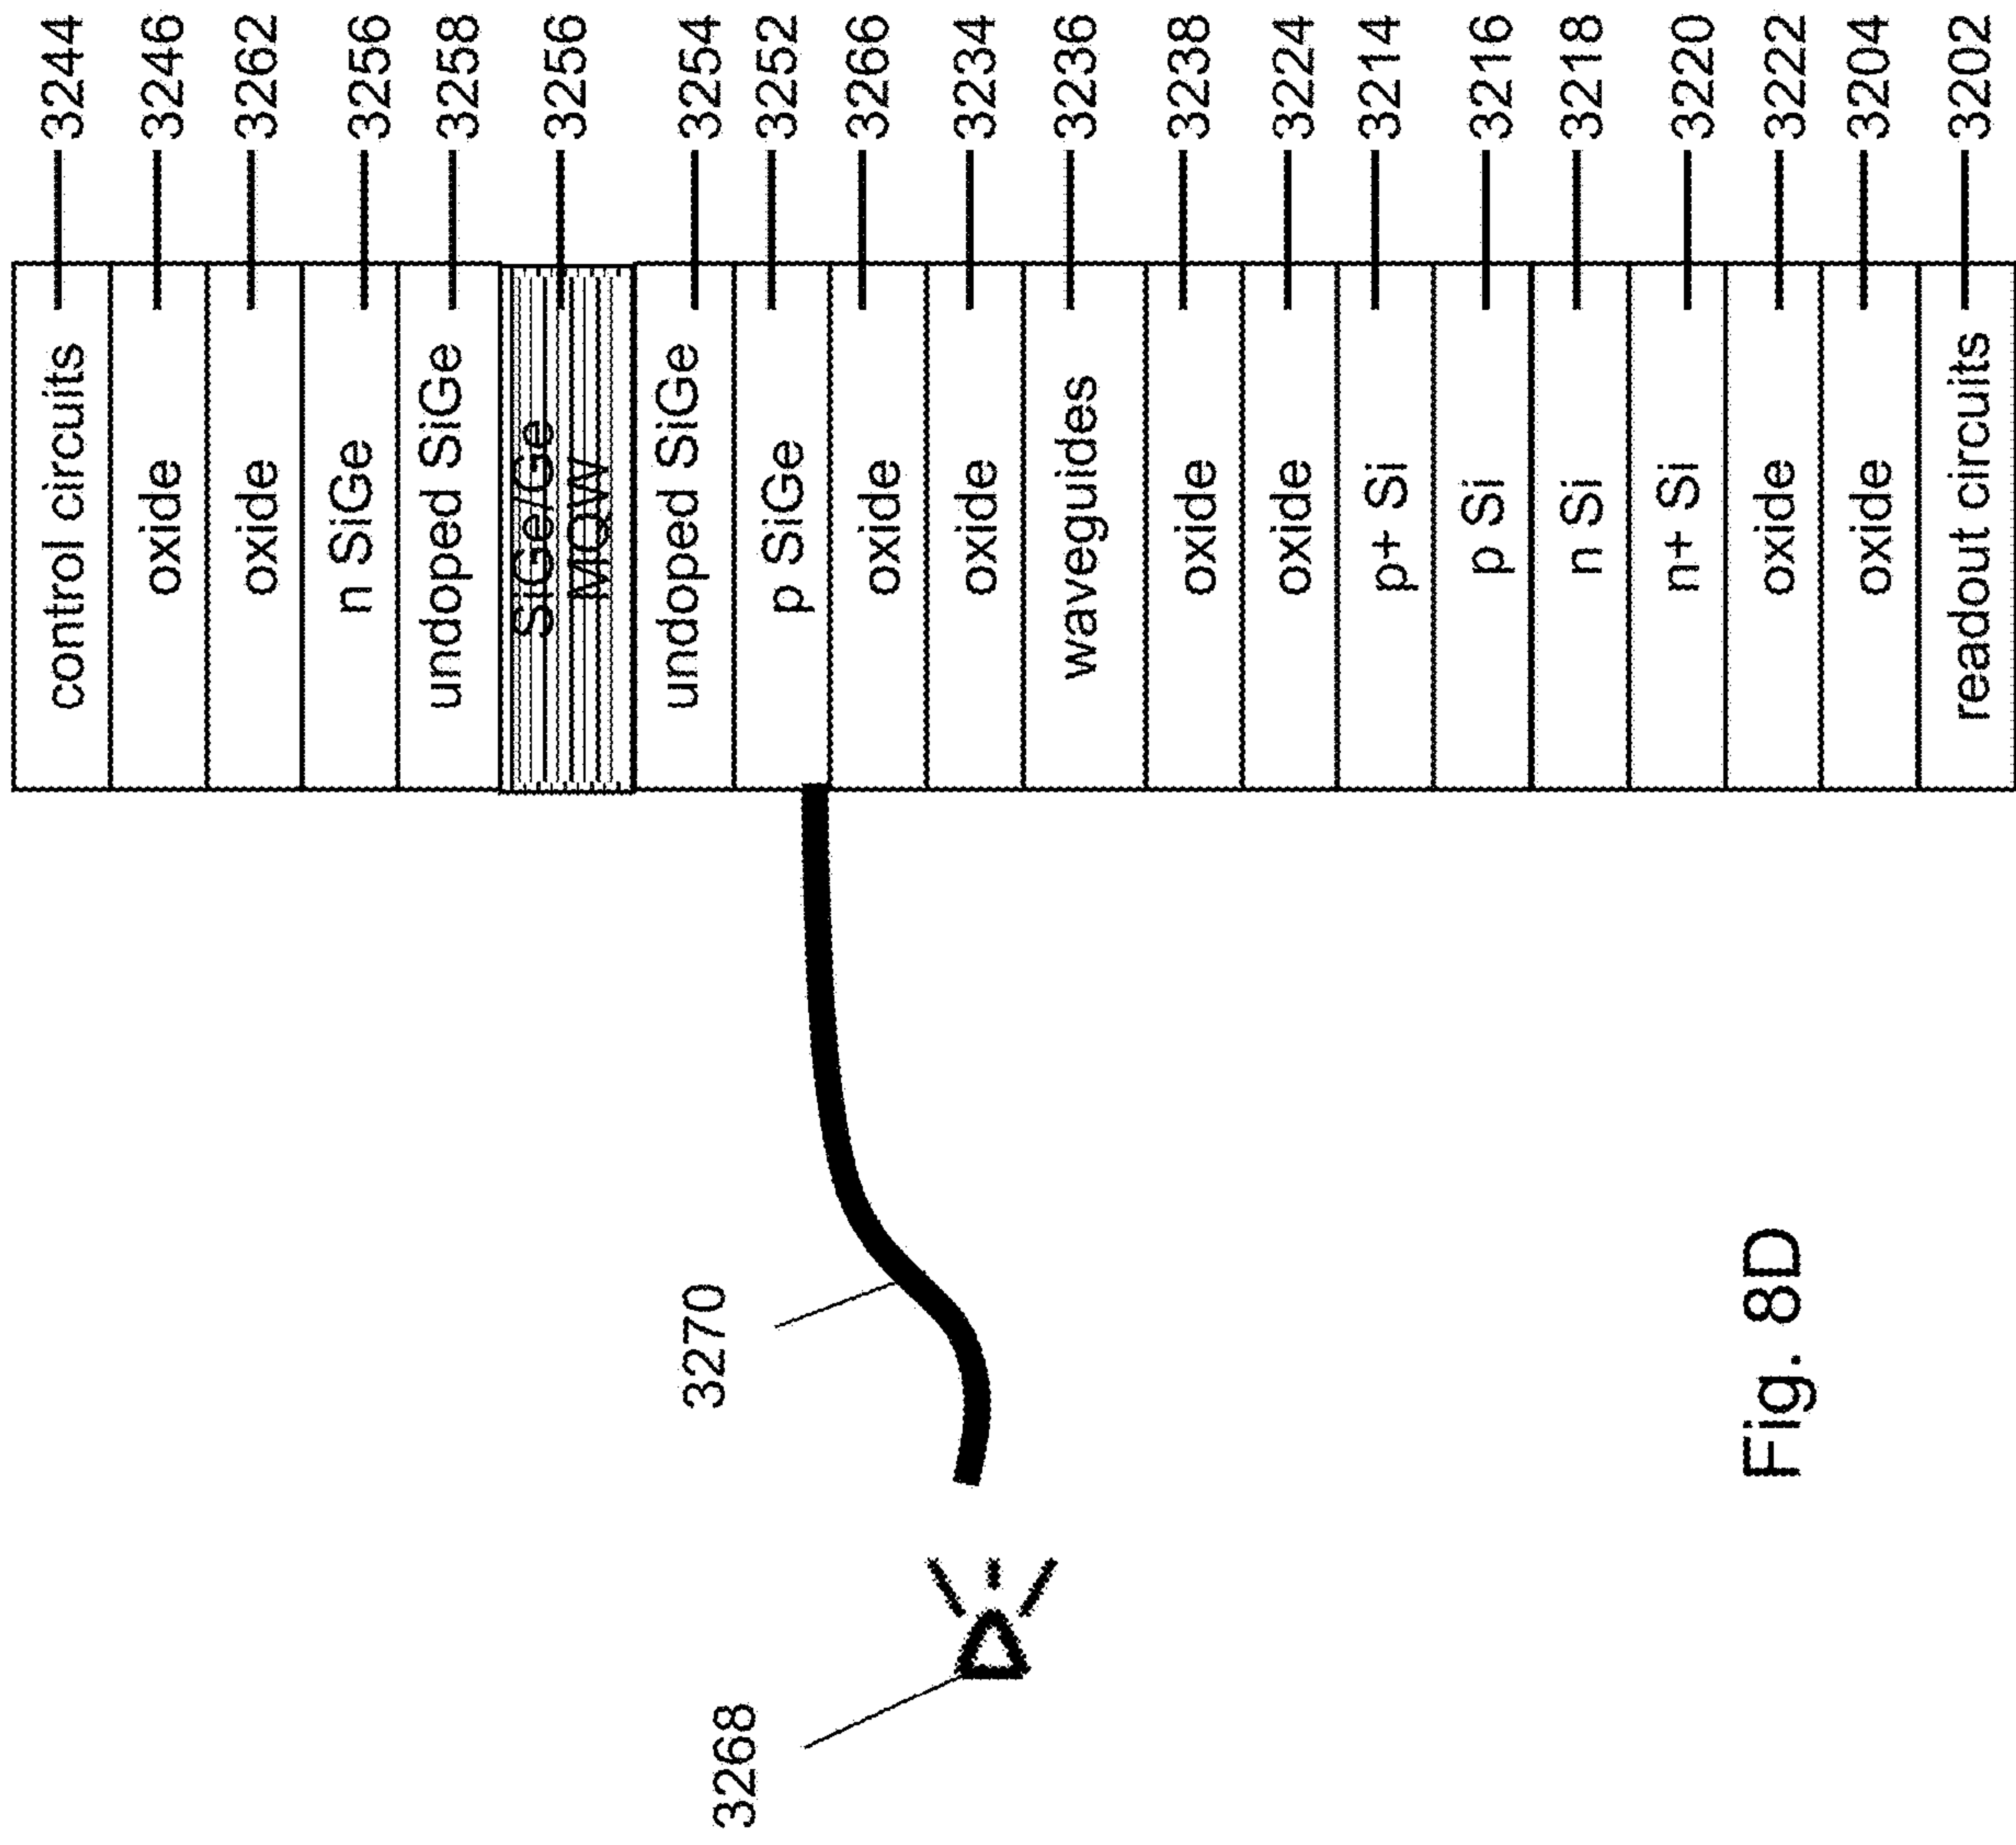 control circuits 3244
oxide 3246
oxide 3262
n SiGe 3256
undoped SiGe 3258
SiGe/Ge
MQW 3256
undoped SiGe 3254
p SiGe 3252
oxide 3266
oxide 3234
waveguides 3236
oxide 3238
oxide 3224
p+ Si 3214
p Si 3216
n Si 3218
n+ Si 3220
oxide 3222
oxide 3204
readout circuits 3202
3270
3268
Fig. 8D